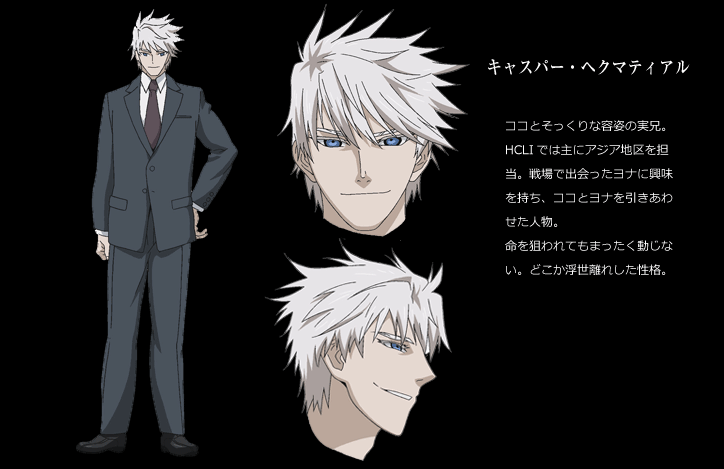 キャスパー・ヘクマティアル
ココとそっくりな容姿の実兄。
HCLI では主にアジア地区を担
当。戦場で出会ったヨナに興味
を持ち、ココとヨナを引きあわ
せた人物。
命を狙われてもまったく動じな
い。どこか浮世離れした性格。